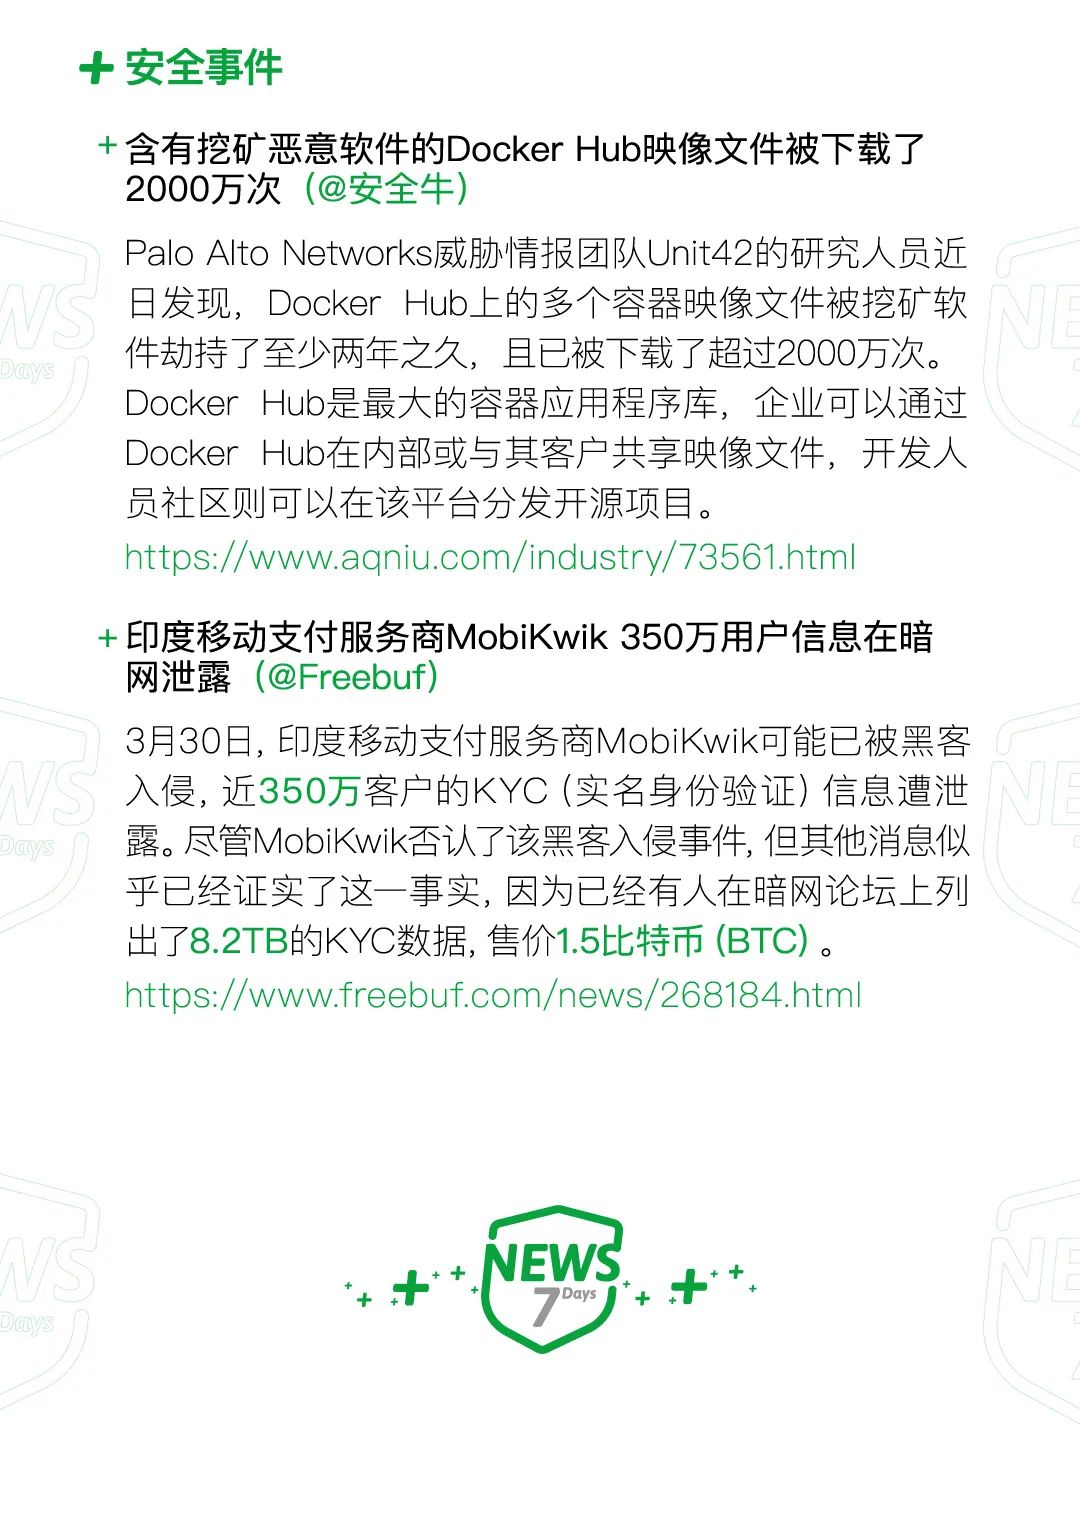 安全事件
含有挖矿恶意软件的Docker Hub映像文件被下载了
2000万次（@安全牛）
Palo Alto Networks威胁情报团队Unit42的研究人员近
日发现，Docker Hub上的多个容器映像文件被挖矿软
件劫持了至少两年之久，且已被下载了超过2000万次。
Docker Hub是最大的容器应用程序库，企业可以通过
Docker Hub在内部或与其客户共享映像文件，开发人
员社区则可以在该平台分发开源项目。
https://www.aqniu.com/industry/73561.html
印度移动支付服务商MobiKwik 350万用户信息在暗
网泄露（@Freebuf）
3月30日，印度移动支付服务商MobiKwik可能已被黑客
入侵，近350万客户的KYC（实名身份验证）信息遭泄
露。尽管MobiKwik否认了该黑客入侵事件，但其他消息似
乎已经证实了这一事实，因为已经有人在暗网论坛上列
出了8.2TB的KYC数据，售价1.5比特币（BTC）。
https://www.freebuf.com/news/268184.html
NEWS
7 Days